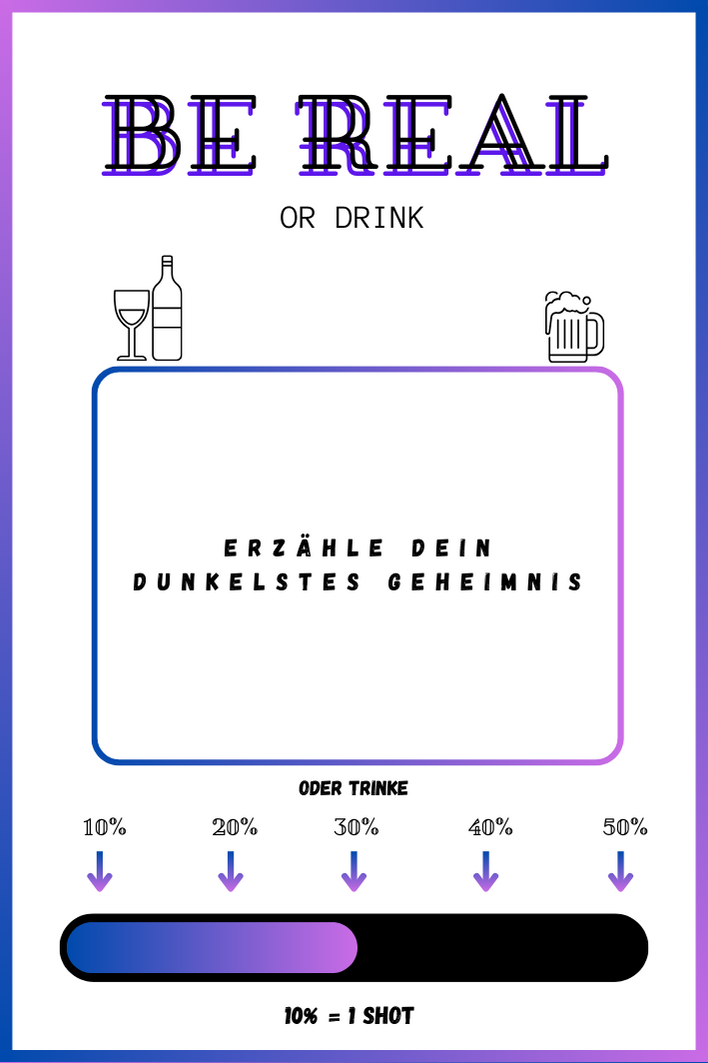 BE REAL
OR DRINK
ERZÄHLE DEIN
DUNKELSTES GEHEIMNIS
ODER TRINKE
10% 20% 30% 40% 50%
10% = 1 SHOT